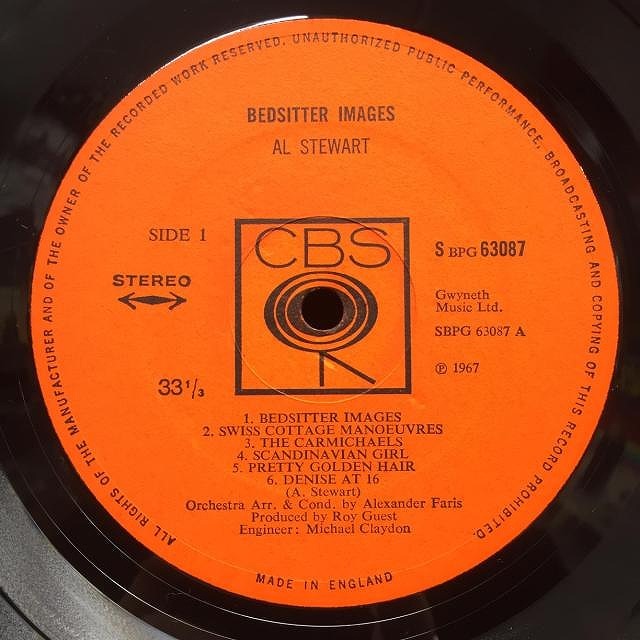 ALL RIGHTS OF THE MANUFACTURER AND OF THE OWNER OF THE RECORDED WORK RESERVED. UNAUTHORIZED PUBLIC PERFORMANCE, BROADCASTING AND COPYING OF THIS RECORD PROHIBITED.
BEDSITTER IMAGES
AL STEWART
SIDE 1
CBS
S BPG 63087
STEREO
Gwyneth
Music Ltd.
SBPG 63087 A
33 1/3
℗ 1967
1. BEDSITTER IMAGES
2. SWISS COTTAGE MANOEUVRES
3. THE CARMICHAELS
4. SCANDINAVIAN GIRL
5. PRETTY GOLDEN HAIR
6. DENISE AT 16
(A. Stewart)
Orchestra Arr. & Cond. by Alexander Faris
Produced by Roy Guest
Engineer: Michael Claydon
MADE IN ENGLAND